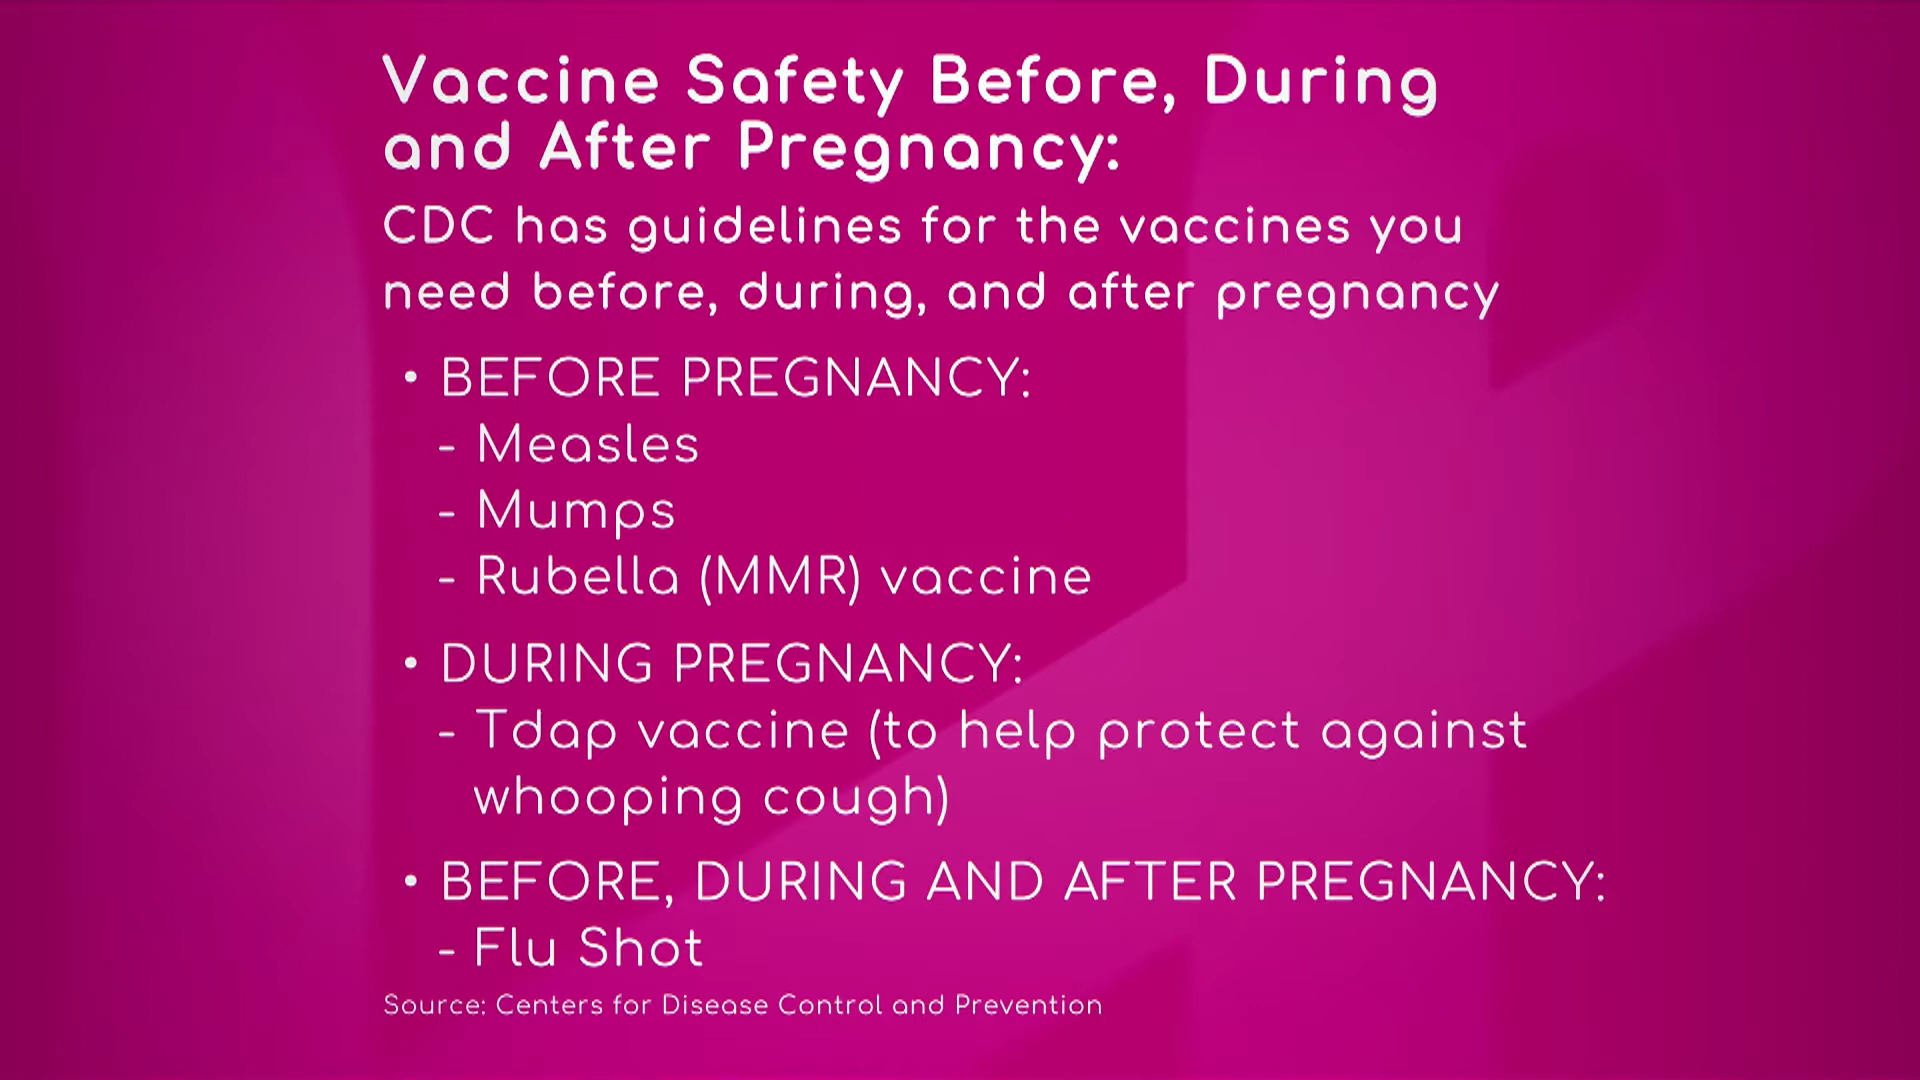 Vaccine Safety Before, During
and After Pregnancy:
CDC has guidelines for the vaccines you
need before, during, and after pregnancy
• BEFORE PREGNANCY:
- Measles
- Mumps
- Rubella (MMR) vaccine
• DURING PREGNANCY:
- Tdap vaccine (to help protect against
whooping cough)
• BEFORE, DURING AND AFTER PREGNANCY:
- Flu Shot
Source: Centers for Disease Control and Prevention